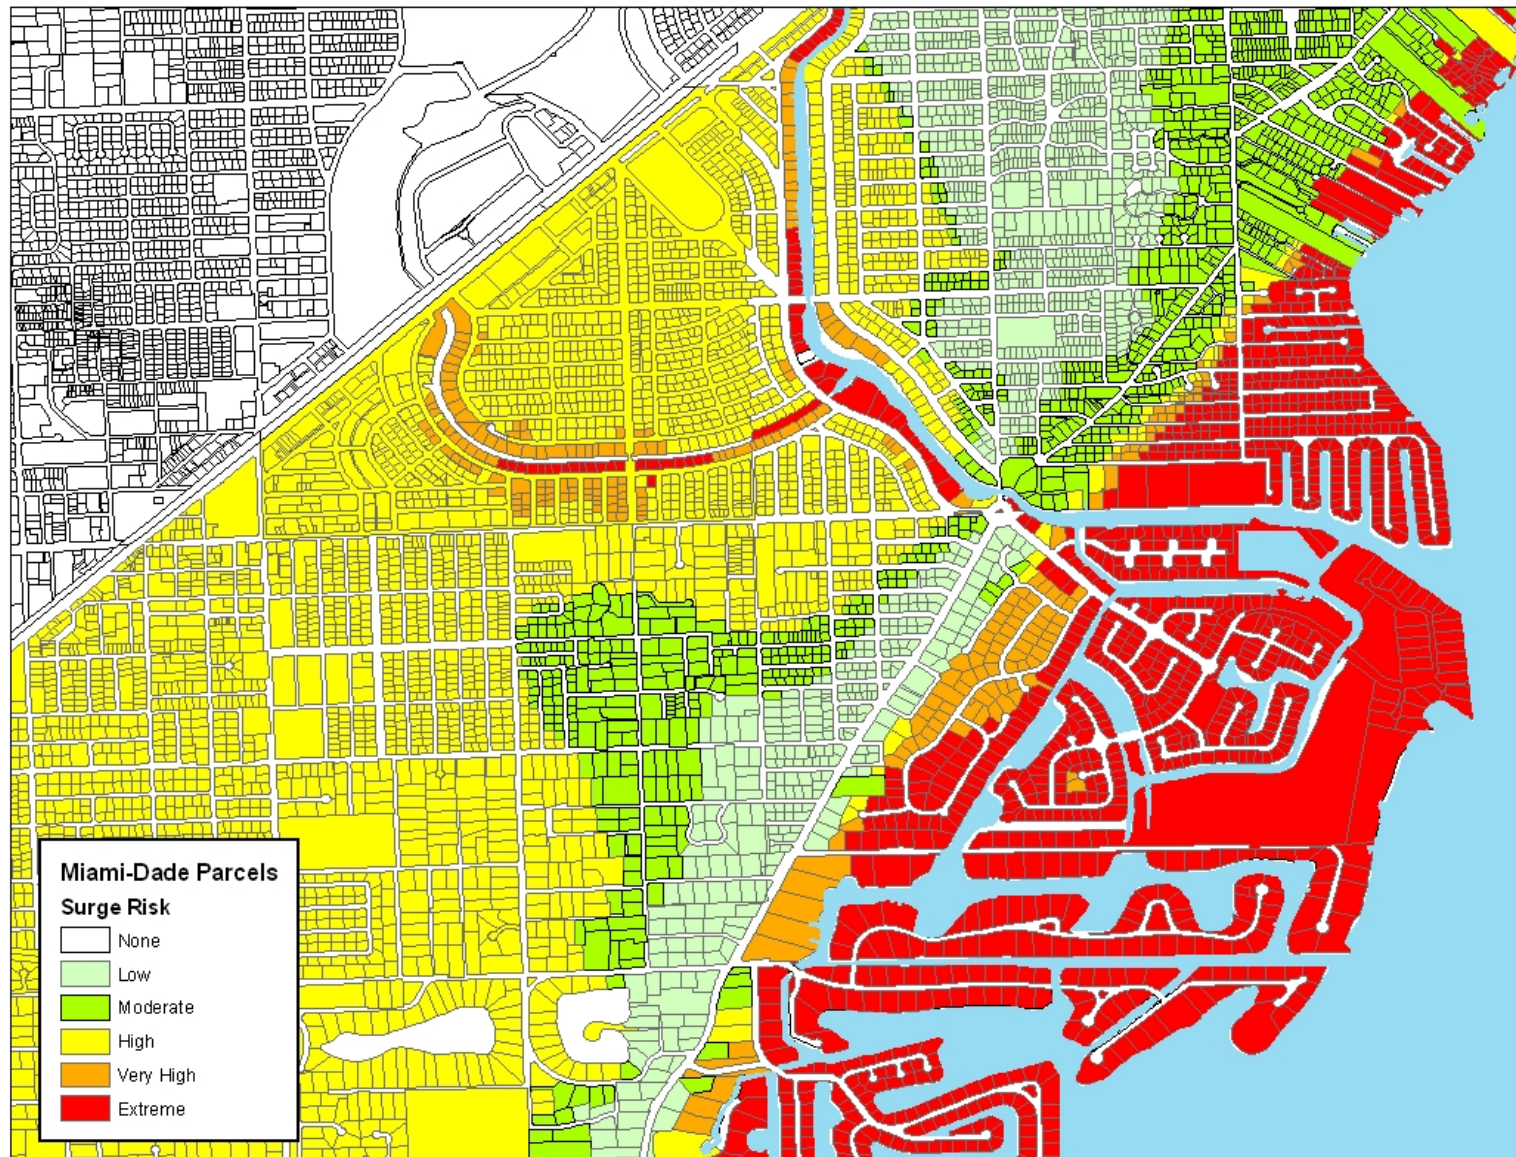 Miami-Dade Parcels
Surge Risk
None
Low
Moderate
High
Very High
Extreme